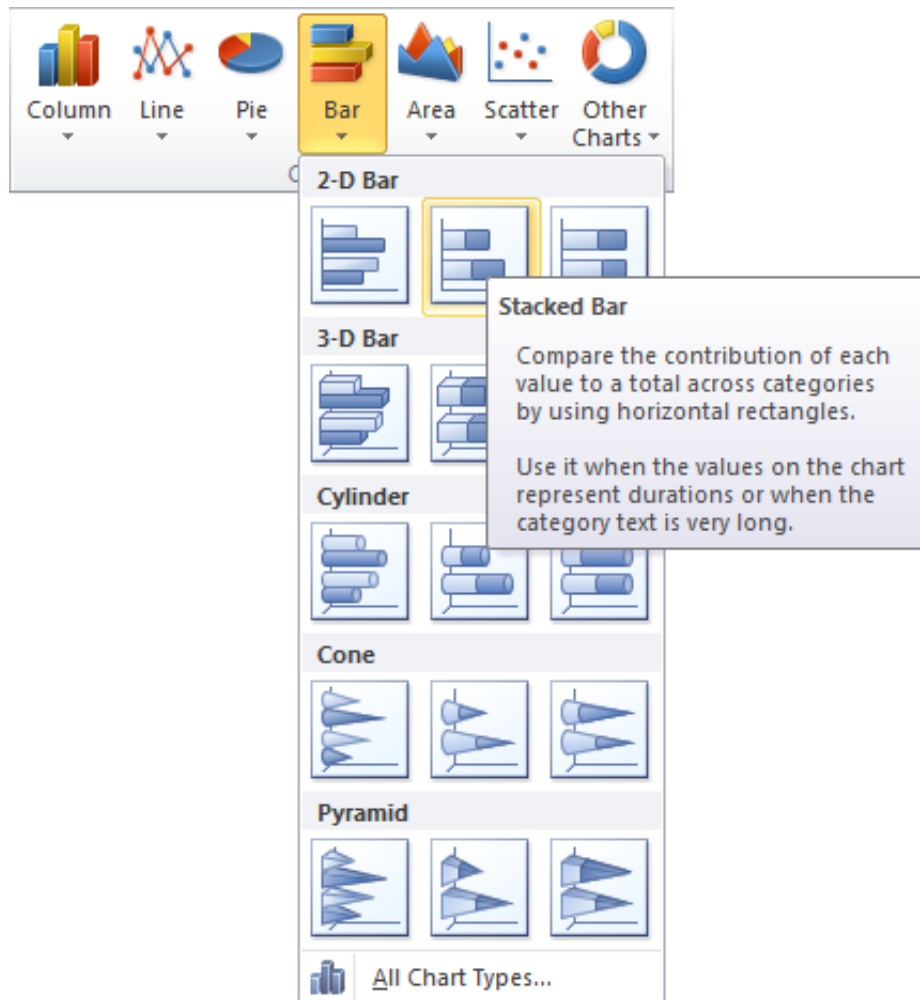 Column Line Pie Bar Area Scatter Other
Charts
2-D Bar
Stacked Bar
Compare the contribution of each
value to a total across categories
by using horizontal rectangles.
Use it when the values on the chart
represent durations or when the
category text is very long.
3-D Bar
Cylinder
Cone
Pyramid
All Chart Types...